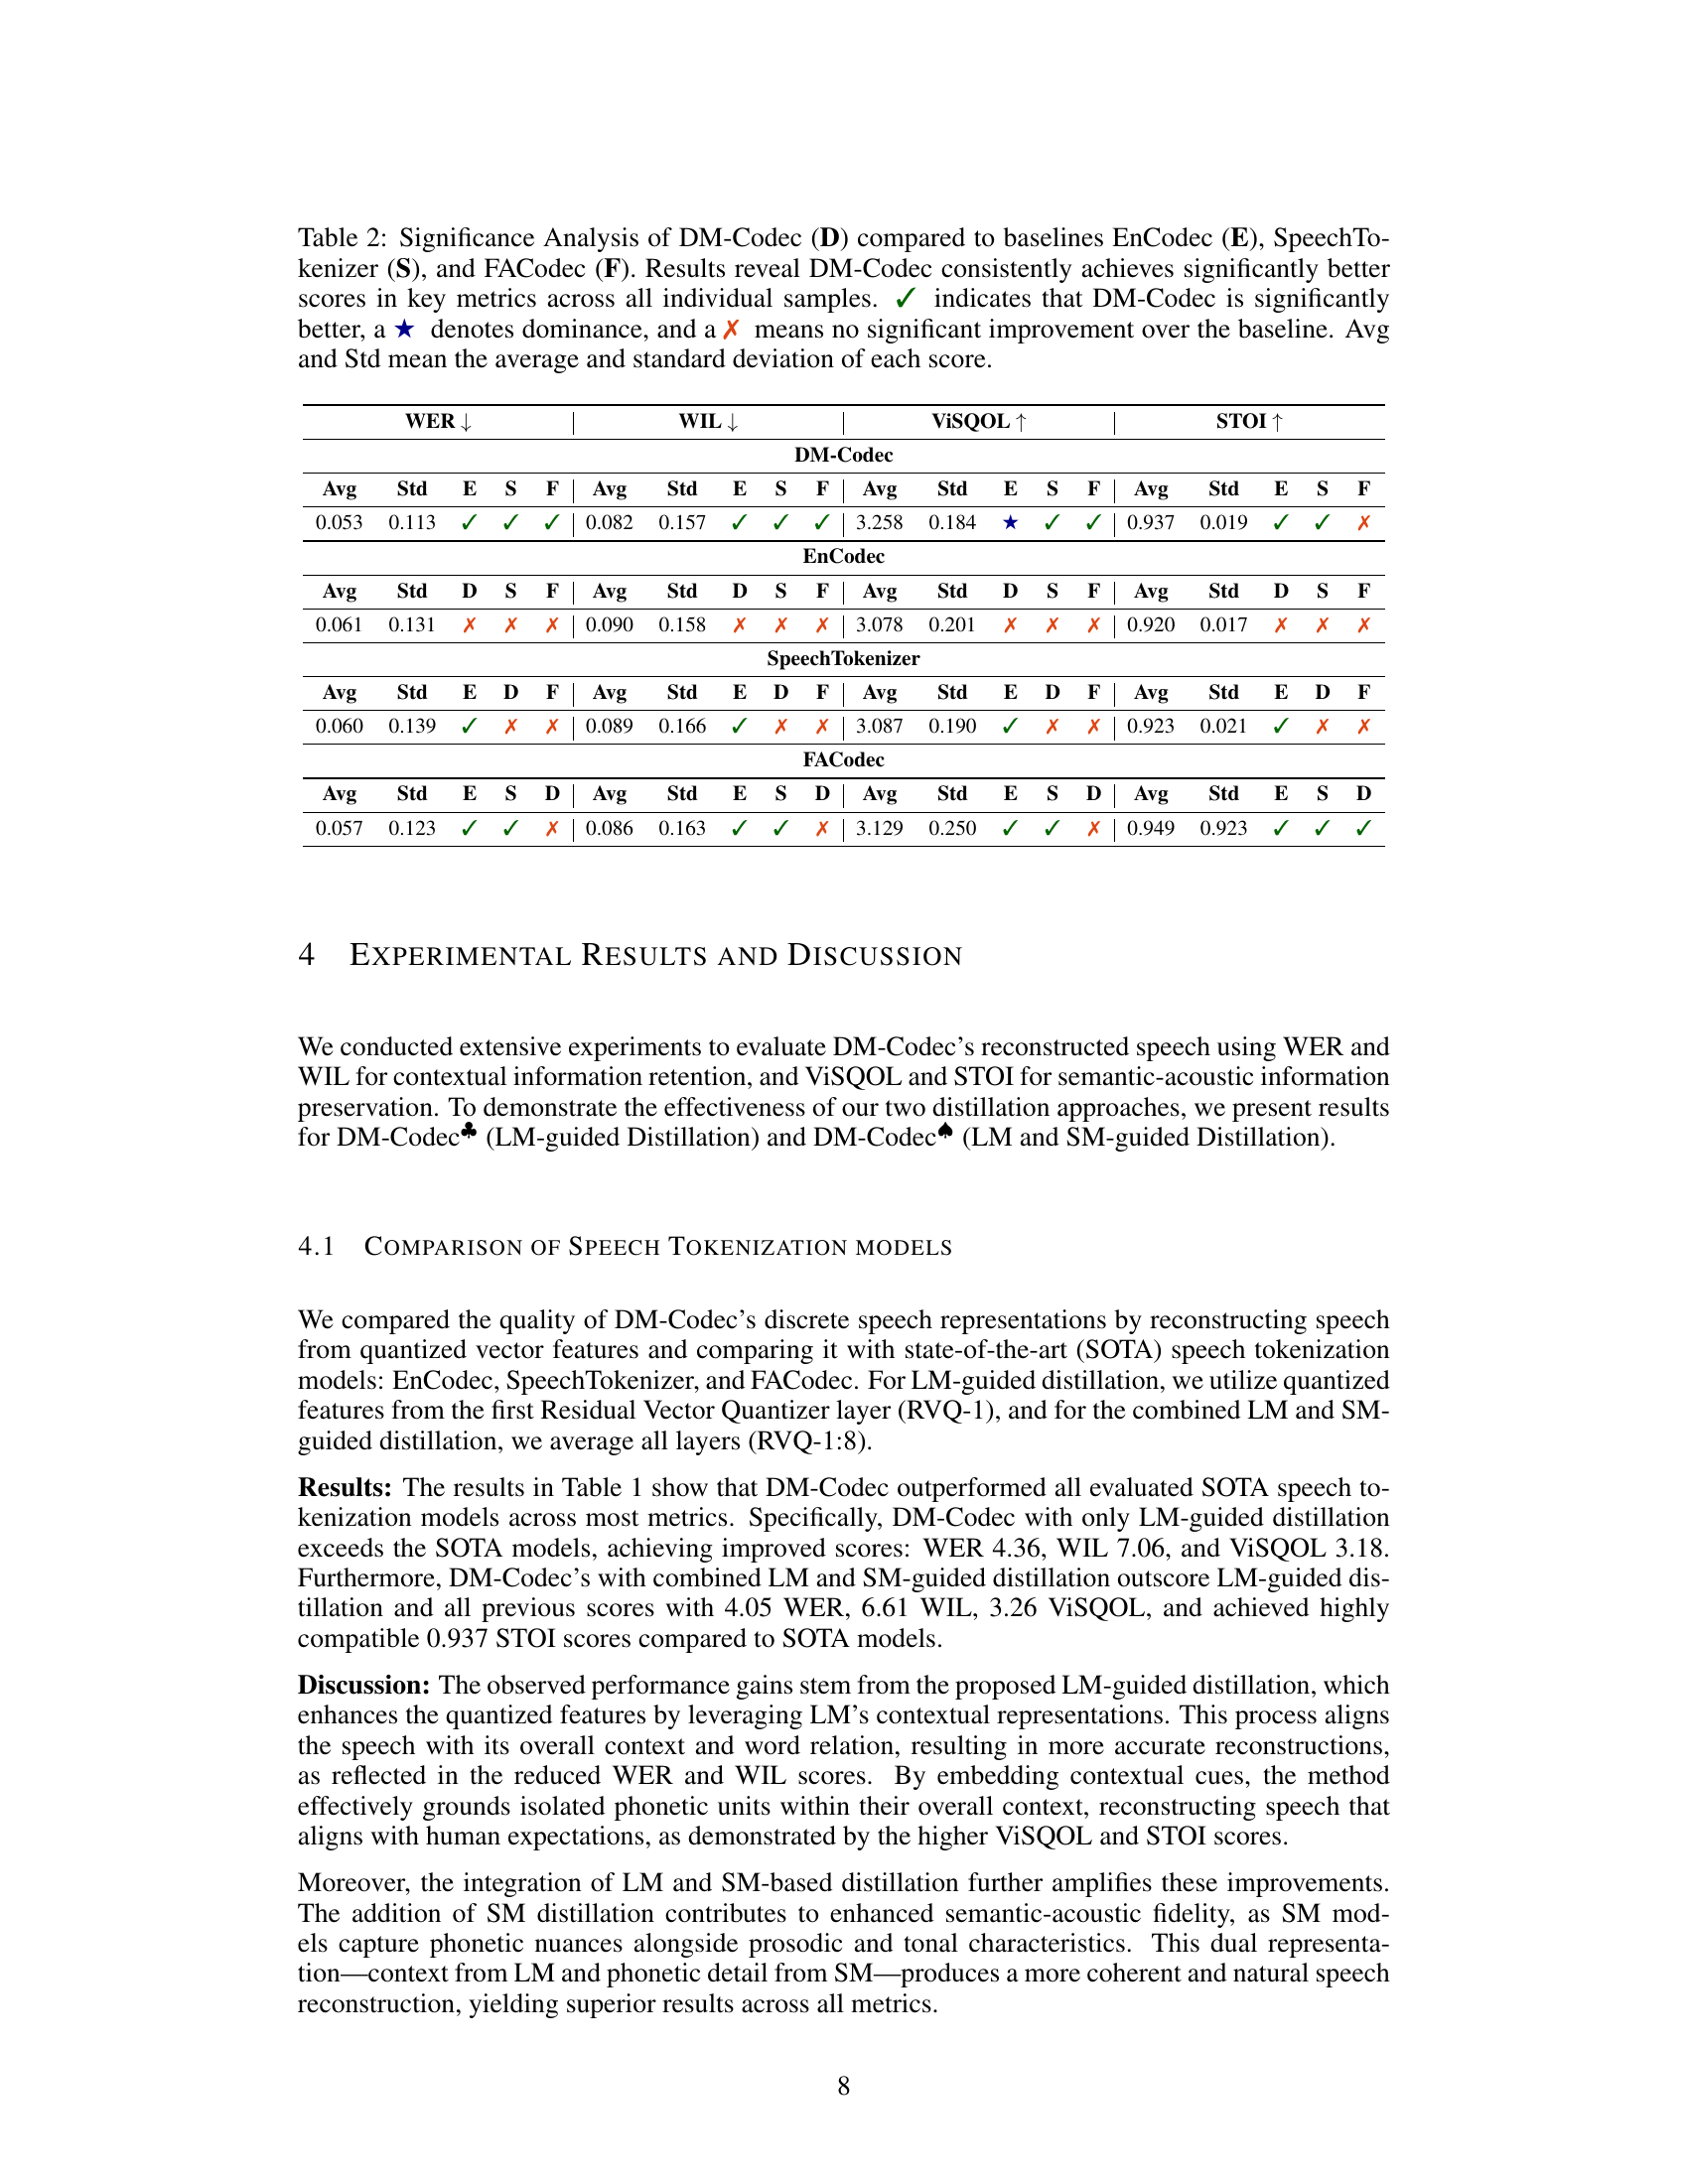 Table 2: Significance Analysis of DM-Codec (D) compared to baselines EnCodec (E), SpeechTo-
kenizer (S), and FACodec (F). Results reveal DM-Codec consistently achieves significantly better
scores in key metrics across all individual samples. ✓ indicates that DM-Codec is significantly
better, a ★ denotes dominance, and a ✗ means no significant improvement over the baseline. Avg
and Std mean the average and standard deviation of each score.
WER ↓ | WIL ↓ | ViSQOL ↑ | STOI ↑
DM-Codec
Avg Std E S F | Avg Std E S F | Avg Std E S F | Avg Std E S F
0.053 0.113 ✓ ✓ ✓ | 0.082 0.157 ✓ ✓ ✓ | 3.258 0.184 ★ ✓ ✓ | 0.937 0.019 ✓ ✓ ✗
EnCodec
Avg Std D S F | Avg Std D S F | Avg Std D S F | Avg Std D S F
0.061 0.131 ✗ ✗ ✗ | 0.090 0.158 ✗ ✗ ✗ | 3.078 0.201 ✗ ✗ ✗ | 0.920 0.017 ✗ ✗ ✗
SpeechTokenizer
Avg Std E D F | Avg Std E D F | Avg Std E D F | Avg Std E D F
0.060 0.139 ✓ ✗ ✗ | 0.089 0.166 ✓ ✗ ✗ | 3.087 0.190 ✓ ✗ ✗ | 0.923 0.021 ✓ ✗ ✗
FACodec
Avg Std E S D | Avg Std E S D | Avg Std E S D | Avg Std E S D
0.057 0.123 ✓ ✓ ✗ | 0.086 0.163 ✓ ✓ ✗ | 3.129 0.250 ✓ ✓ ✗ | 0.949 0.923 ✓ ✓ ✓
4 EXPERIMENTAL RESULTS AND DISCUSSION
We conducted extensive experiments to evaluate DM-Codec's reconstructed speech using WER and
WIL for contextual information retention, and ViSQOL and STOI for semantic-acoustic information
preservation. To demonstrate the effectiveness of our two distillation approaches, we present results
for DM-Codec♣ (LM-guided Distillation) and DM-Codec♠ (LM and SM-guided Distillation).
4.1 COMPARISON OF SPEECH TOKENIZATION MODELS
We compared the quality of DM-Codec's discrete speech representations by reconstructing speech
from quantized vector features and comparing it with state-of-the-art (SOTA) speech tokenization
models: EnCodec, SpeechTokenizer, and FACodec. For LM-guided distillation, we utilize quantized
features from the first Residual Vector Quantizer layer (RVQ-1), and for the combined LM and SM-
guided distillation, we average all layers (RVQ-1:8).
Results: The results in Table 1 show that DM-Codec outperformed all evaluated SOTA speech to-
kenization models across most metrics. Specifically, DM-Codec with only LM-guided distillation
exceeds the SOTA models, achieving improved scores: WER 4.36, WIL 7.06, and ViSQOL 3.18.
Furthermore, DM-Codec's with combined LM and SM-guided distillation outscore LM-guided dis-
tillation and all previous scores with 4.05 WER, 6.61 WIL, 3.26 ViSQOL, and achieved highly
compatible 0.937 STOI scores compared to SOTA models.
Discussion: The observed performance gains stem from the proposed LM-guided distillation, which
enhances the quantized features by leveraging LM's contextual representations. This process aligns
the speech with its overall context and word relation, resulting in more accurate reconstructions,
as reflected in the reduced WER and WIL scores. By embedding contextual cues, the method
effectively grounds isolated phonetic units within their overall context, reconstructing speech that
aligns with human expectations, as demonstrated by the higher ViSQOL and STOI scores.
Moreover, the integration of LM and SM-based distillation further amplifies these improvements.
The addition of SM distillation contributes to enhanced semantic-acoustic fidelity, as SM mod-
els capture phonetic nuances alongside prosodic and tonal characteristics. This dual representa-
tion—context from LM and phonetic detail from SM—produces a more coherent and natural speech
reconstruction, yielding superior results across all metrics.
8